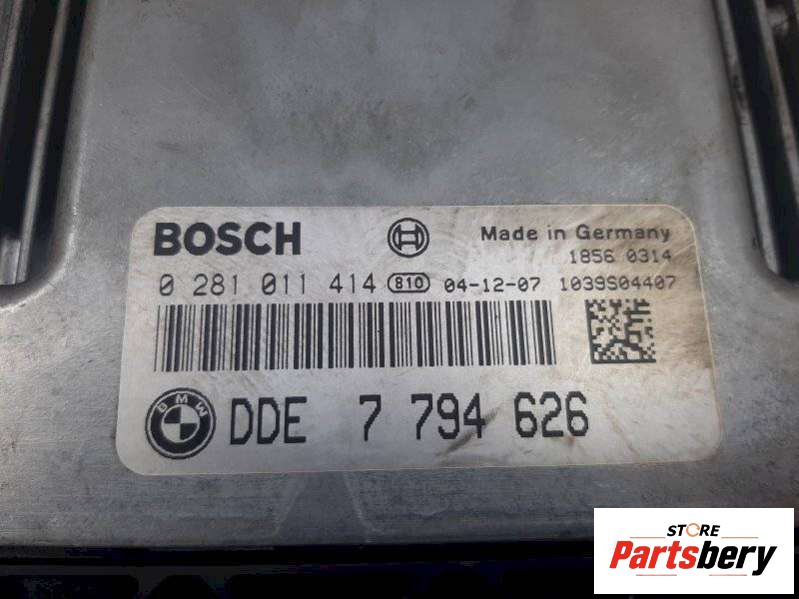 BOSCH
Made in Germany
1856 0314
0 281 011 414 810 04-12-07 1039S04407
BMW
DDE 7 794 626
STORE
Partsbery